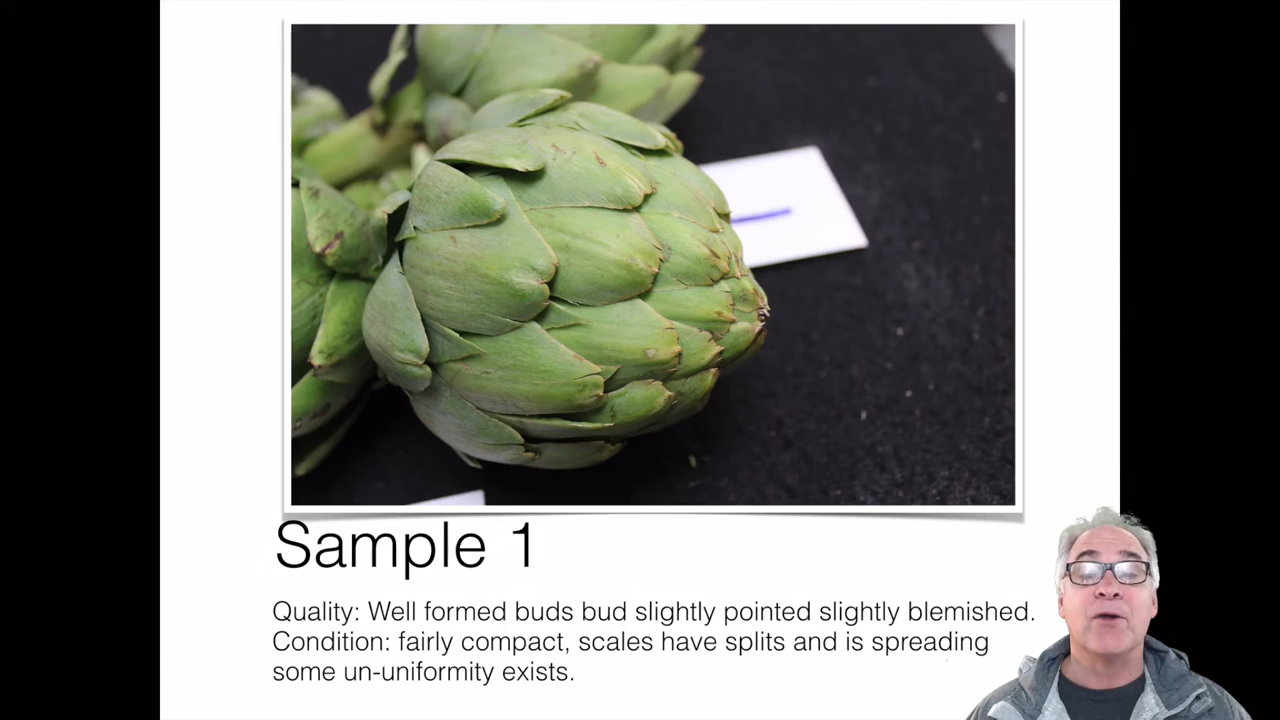 Sample 1
Quality: Well formed buds bud slightly pointed slightly blemished.
Condition: fairly compact, scales have splits and is spreading
some un-uniformity exists.